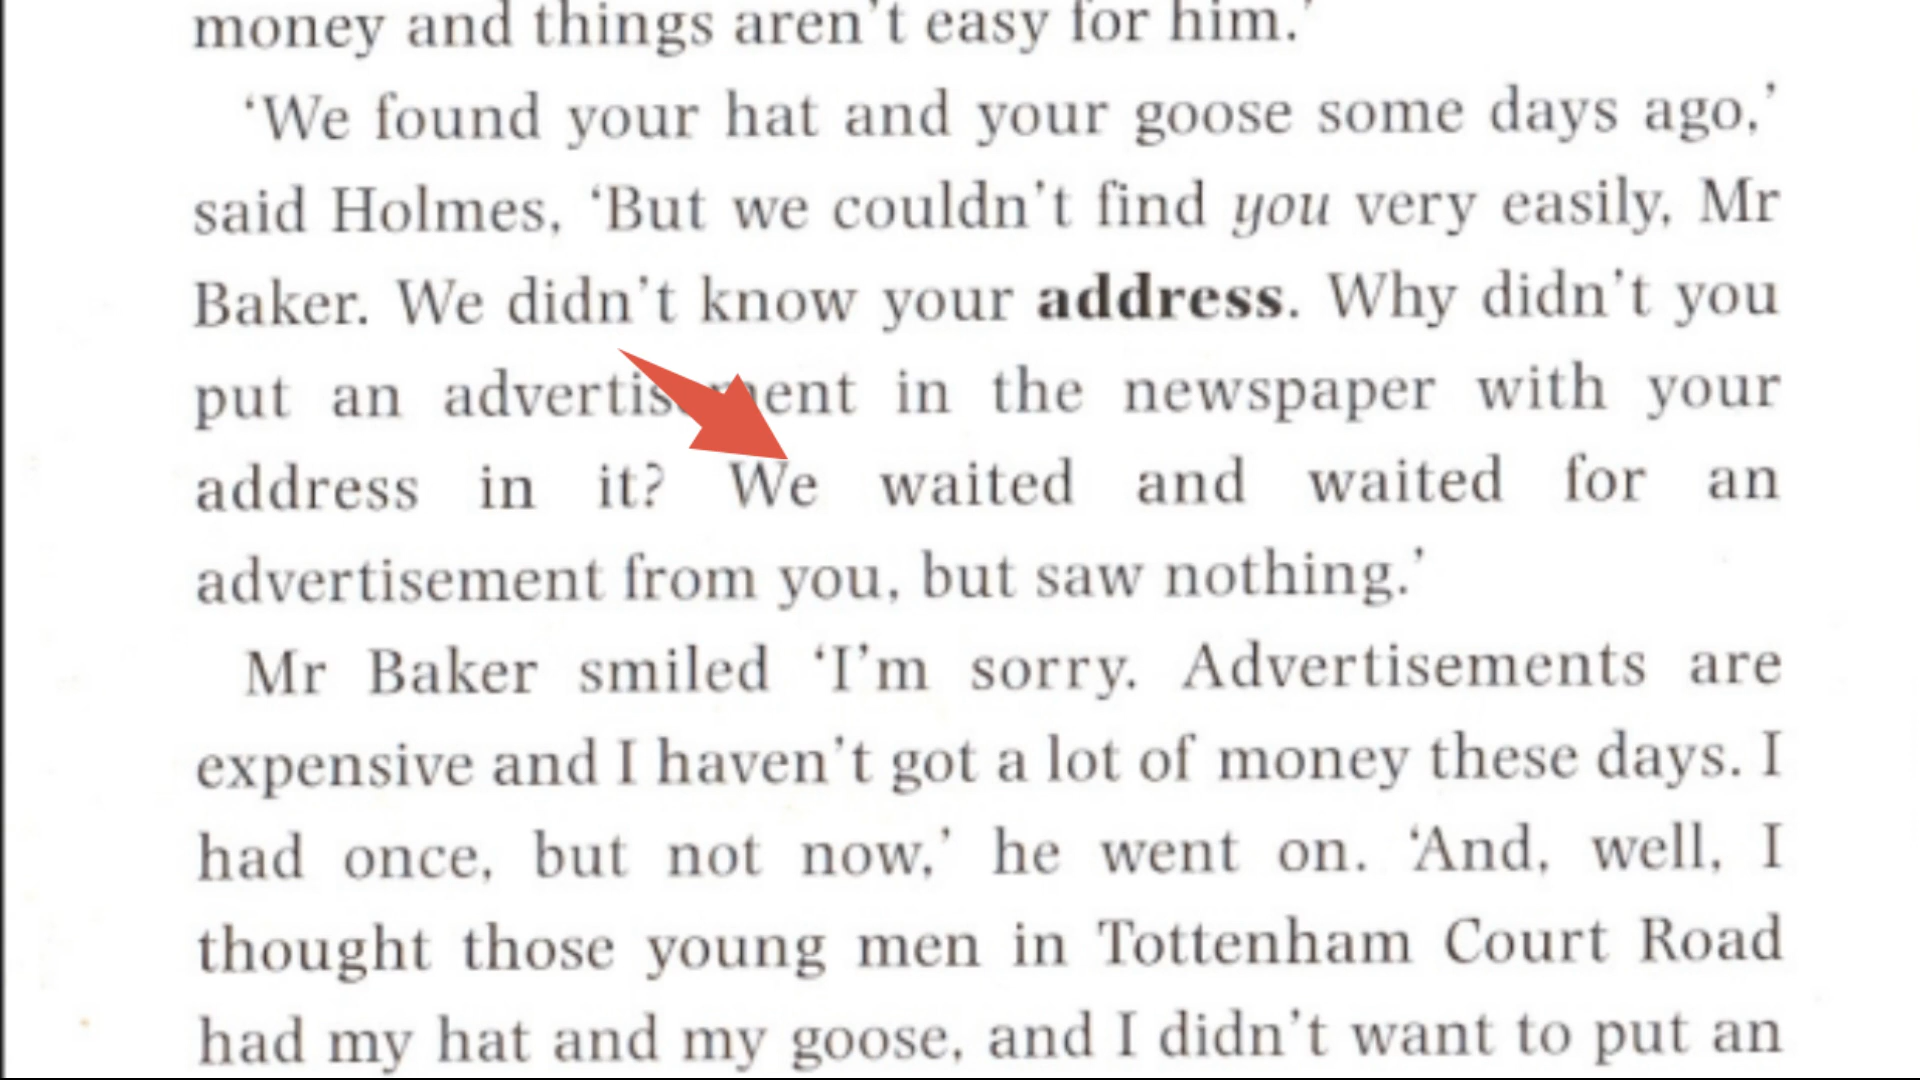 money and things aren't easy for him.'
‘We found your hat and your goose some days ago,’
said Holmes, ‘But we couldn't find you very easily, Mr
Baker. We didn't know your address. Why didn't you
put an advertisement in the newspaper with your
address in it? We waited and waited for an
advertisement from you, but saw nothing.’
Mr Baker smiled ‘I'm sorry. Advertisements are
expensive and I haven't got a lot of money these days. I
had once, but not now,’ he went on. ‘And, well, I
thought those young men in Tottenham Court Road
had my hat and my goose, and I didn't want to put an